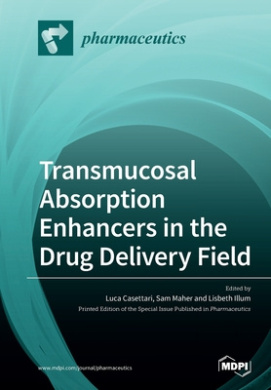 pharmaceutics
Transmucosal
Absorption
Enhancers in the
Drug Delivery Field
Edited by
Luca Casettari, Sam Maher and Lisbeth Illum
Printed Edition of the Special Issue Published in Pharmaceutics
www.mdpi.com/journal/pharmaceutics
MDPI